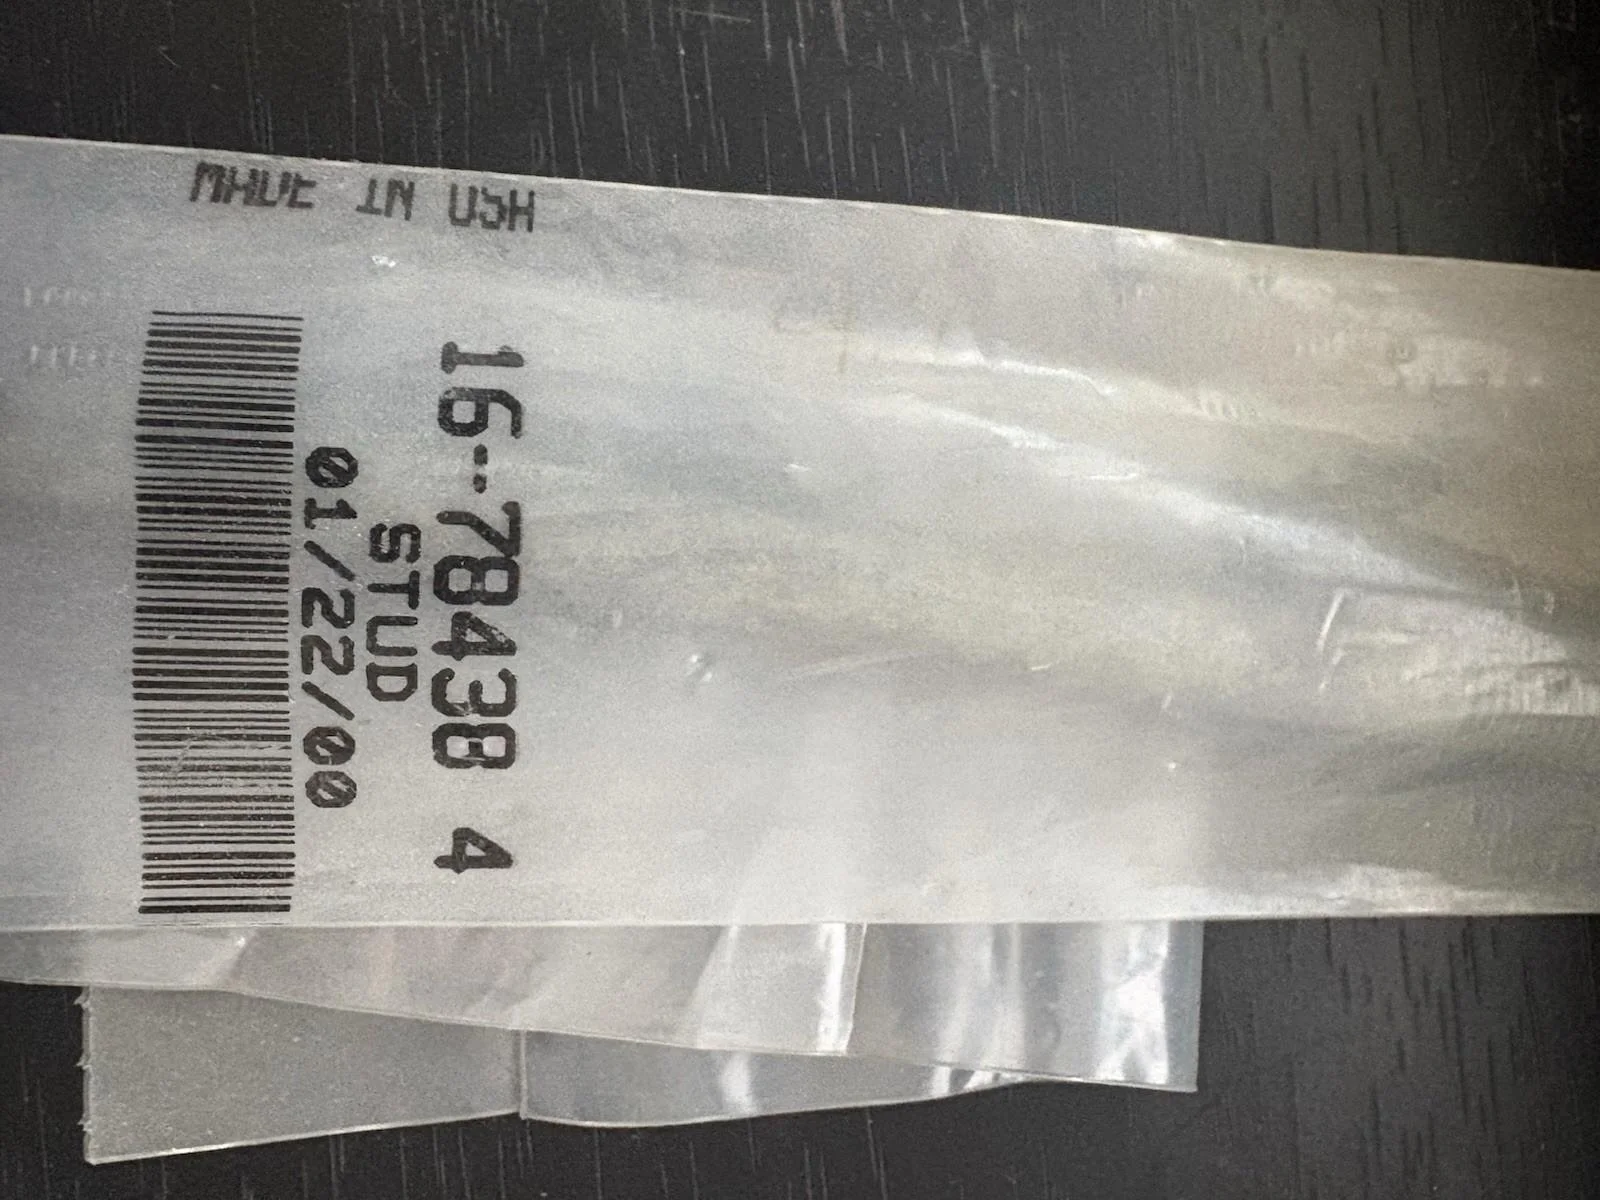 MADE IN USA
16--78438 4
STUD
01/22/00